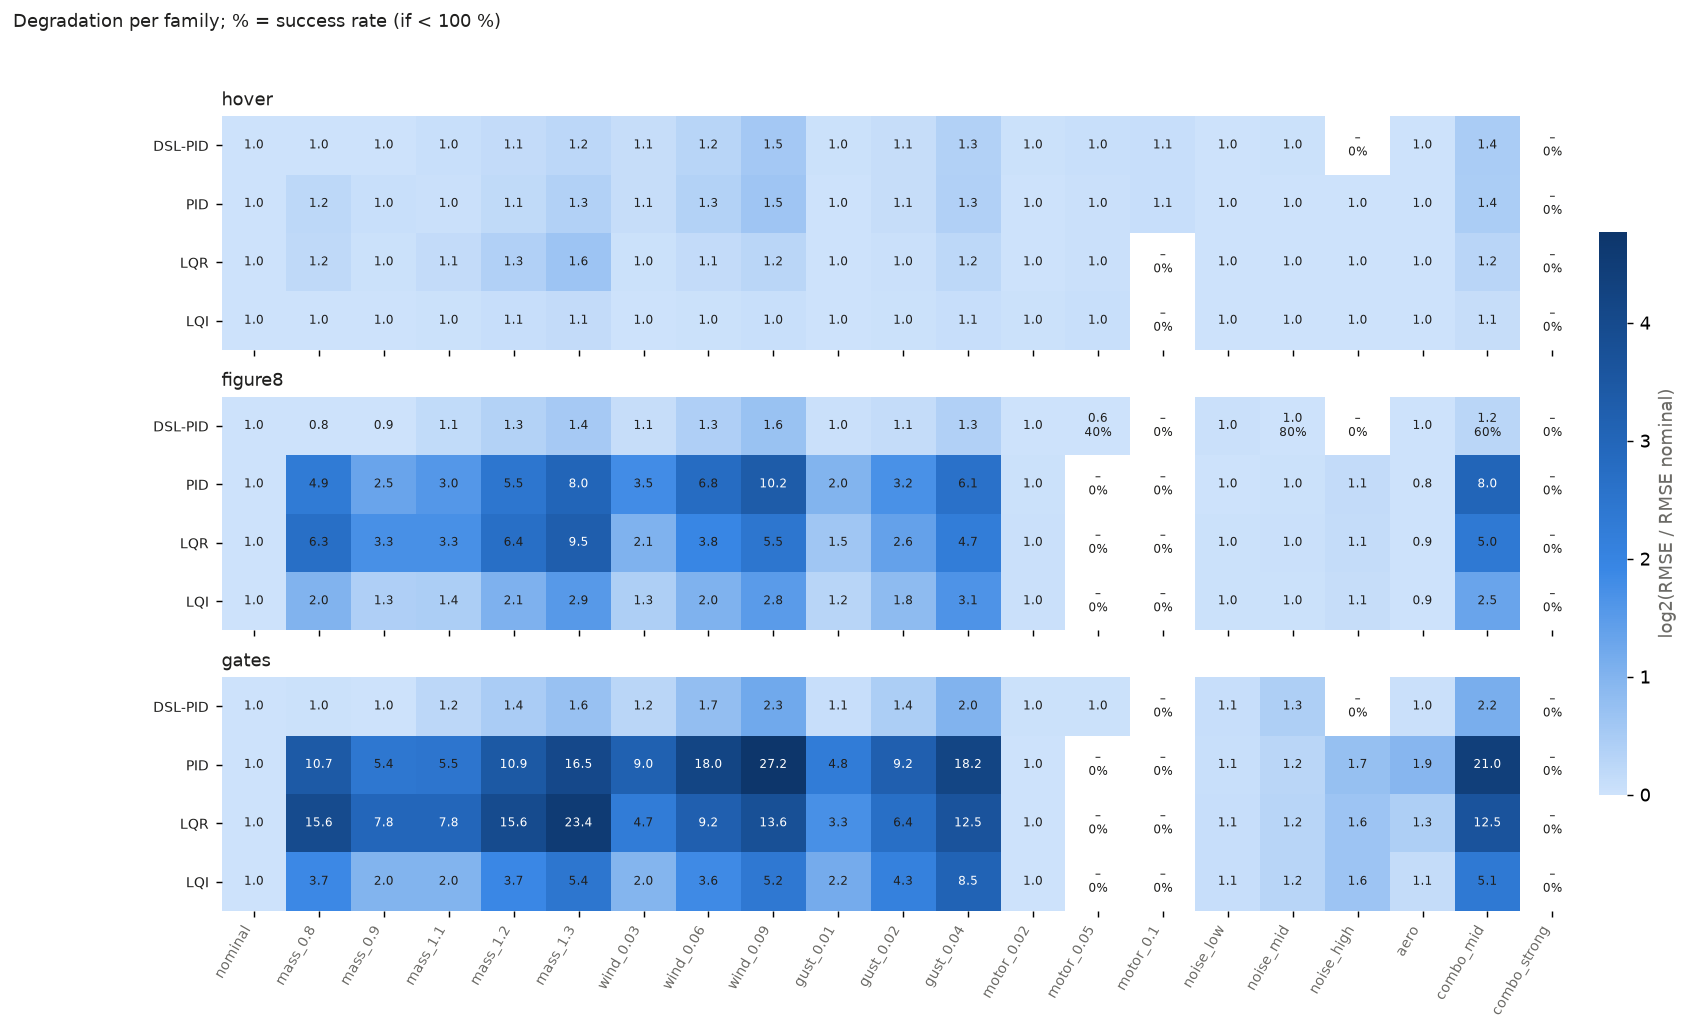 Degradation per family; % = success rate (if < 100 %)
hover
DSL-PID 1.0 1.0 1.0 1.0 1.1 1.2 1.1 1.2 1.5 1.0 1.1 1.3 1.0 1.0 1.1 1.0 1.0 – 0% 1.0 1.4 – 0%
PID 1.0 1.2 1.0 1.0 1.1 1.3 1.1 1.3 1.5 1.0 1.1 1.3 1.0 1.0 1.1 1.0 1.0 1.0 1.0 1.4 – 0%
LQR 1.0 1.2 1.0 1.1 1.3 1.6 1.0 1.1 1.2 1.0 1.0 1.2 1.0 1.0 – 0% 1.0 1.0 1.0 1.0 1.2 – 0%
LQI 1.0 1.0 1.0 1.0 1.1 1.1 1.0 1.0 1.0 1.0 1.0 1.1 1.0 1.0 – 0% 1.0 1.0 1.0 1.0 1.1 – 0%
figure8
DSL-PID 1.0 0.8 0.9 1.1 1.3 1.4 1.1 1.3 1.6 1.0 1.1 1.3 1.0 0.6 40% – 0% 1.0 1.0 80% – 0% 1.0 1.2 60% – 0%
PID 1.0 4.9 2.5 3.0 5.5 8.0 3.5 6.8 10.2 2.0 3.2 6.1 1.0 – 0% – 0% 1.0 1.0 1.1 0.8 8.0 – 0%
LQR 1.0 6.3 3.3 3.3 6.4 9.5 2.1 3.8 5.5 1.5 2.6 4.7 1.0 – 0% – 0% 1.0 1.0 1.1 0.9 5.0 – 0%
LQI 1.0 2.0 1.3 1.4 2.1 2.9 1.3 2.0 2.8 1.2 1.8 3.1 1.0 – 0% – 0% 1.0 1.0 1.1 0.9 2.5 – 0%
gates
DSL-PID 1.0 1.0 1.0 1.2 1.4 1.6 1.2 1.7 2.3 1.1 1.4 2.0 1.0 1.0 – 0% 1.1 1.3 – 0% 1.0 2.2 – 0%
PID 1.0 10.7 5.4 5.5 10.9 16.5 9.0 18.0 27.2 4.8 9.2 18.2 1.0 – 0% – 0% 1.1 1.2 1.7 1.9 21.0 – 0%
LQR 1.0 15.6 7.8 7.8 15.6 23.4 4.7 9.2 13.6 3.3 6.4 12.5 1.0 – 0% – 0% 1.1 1.2 1.6 1.3 12.5 – 0%
LQI 1.0 3.7 2.0 2.0 3.7 5.4 2.0 3.6 5.2 2.2 4.3 8.5 1.0 – 0% – 0% 1.1 1.2 1.6 1.1 5.1 – 0%
nominal mass_0.8 mass_0.9 mass_1.1 mass_1.2 mass_1.3 wind_0.03 wind_0.06 wind_0.09 gust_0.01 gust_0.02 gust_0.04 motor_0.02 motor_0.05 motor_0.1 noise_low noise_mid noise_high aero combo_mid combo_strong
4
3
2
1
0
log2(RMSE / RMSE nominal)